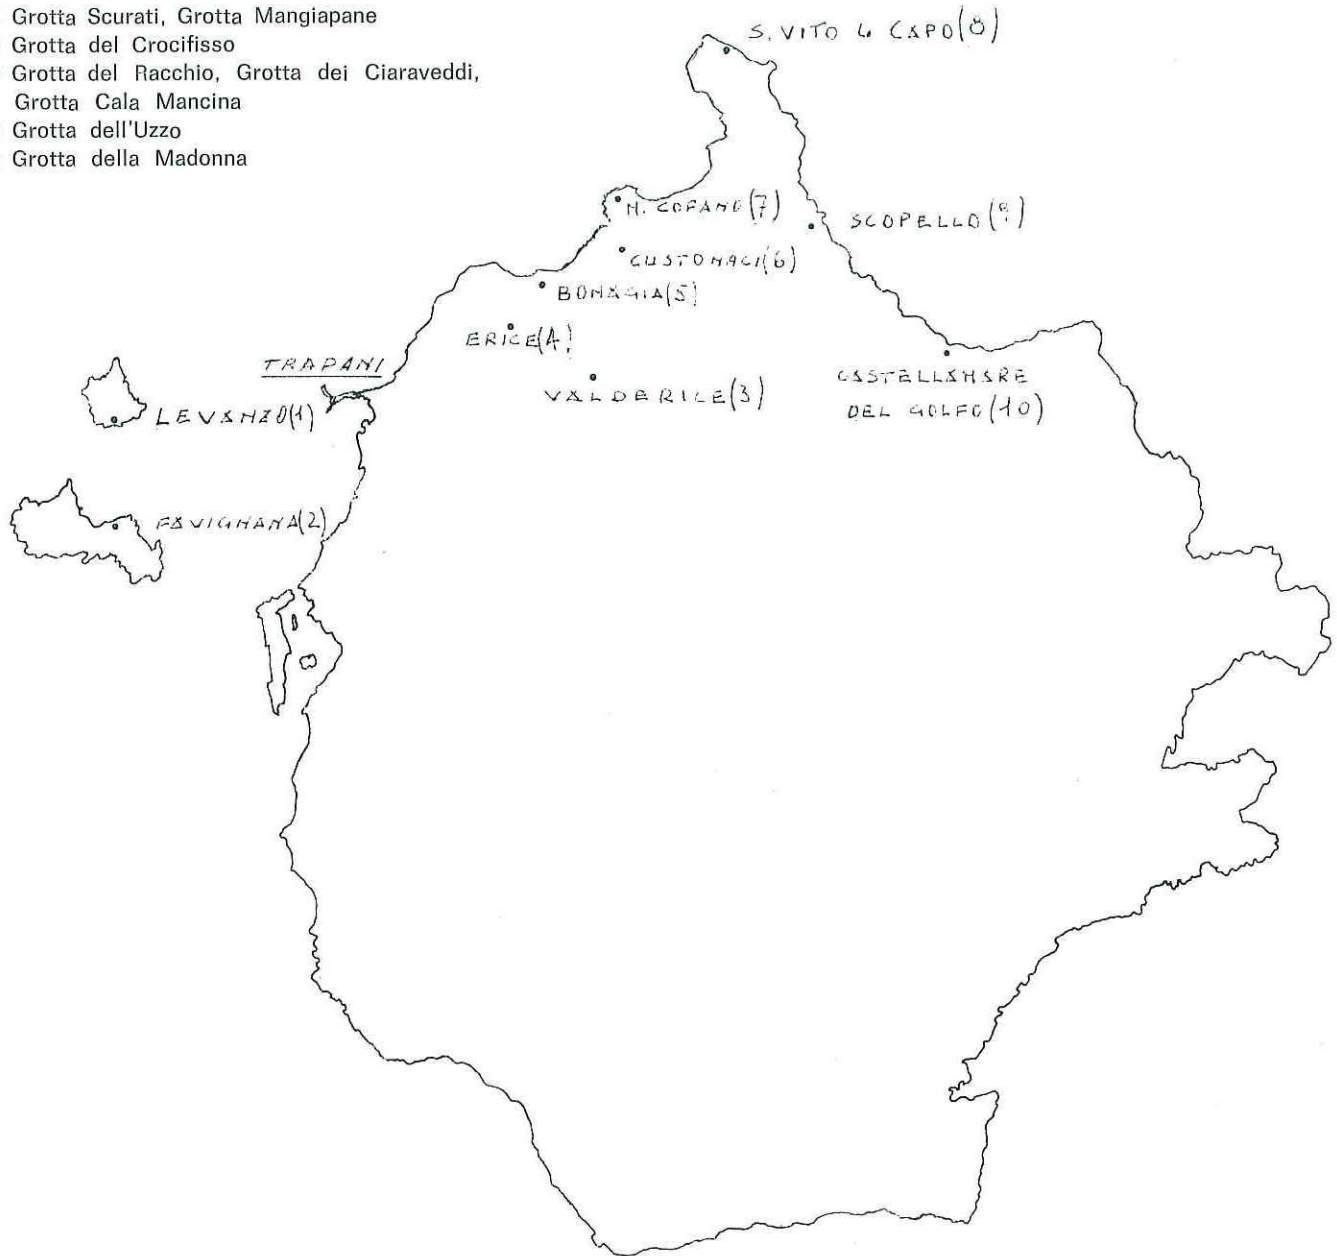 Grotta Scurati, Grotta Mangiapane
Grotta del Crocifisso
Grotta del Racchio, Grotta dei Ciaraveddi,
Grotta Cala Mancina
Grotta dell'Uzzo
Grotta della Madonna
S. VITO LO CAPO(8)
M. COFANO(7)
SCOPELLO(9)
CUSTONACI(6)
BONAGIA(5)
ERICE(4)
TRAPANI
VALDERICE(3)
CASTELLAMARE
DEL GOLFO(10)
LEVANZO(1)
FAVIGNANA(2)